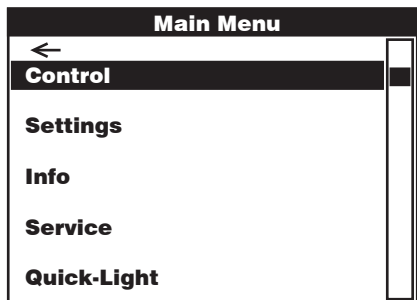 Main Menu
Control
Settings
Info
Service
Quick-Light